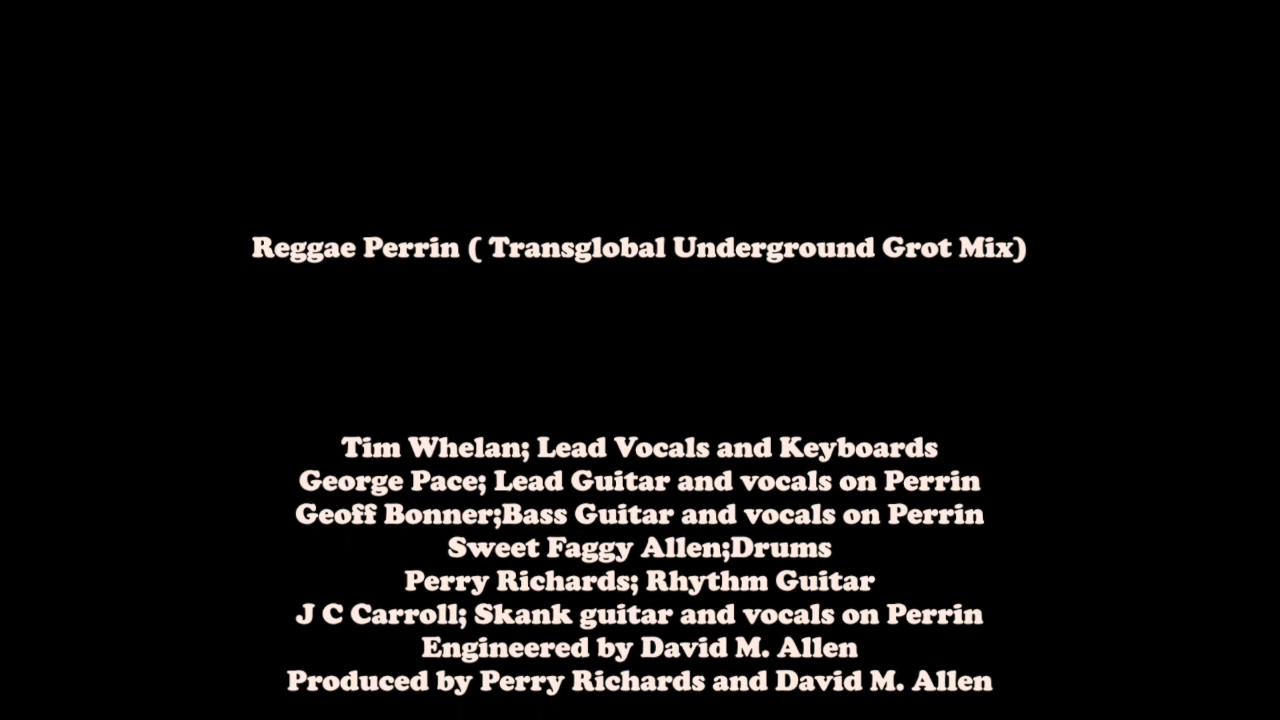 Reggae Perrin ( Transglobal Underground Grot Mix)
Tim Whelan; Lead Vocals and Keyboards
George Pace; Lead Guitar and vocals on Perrin
Geoff Bonner;Bass Guitar and vocals on Perrin
Sweet Faggy Allen;Drums
Perry Richards; Rhythm Guitar
J C Carroll; Skank guitar and vocals on Perrin
Engineered by David M. Allen
Produced by Perry Richards and David M. Allen